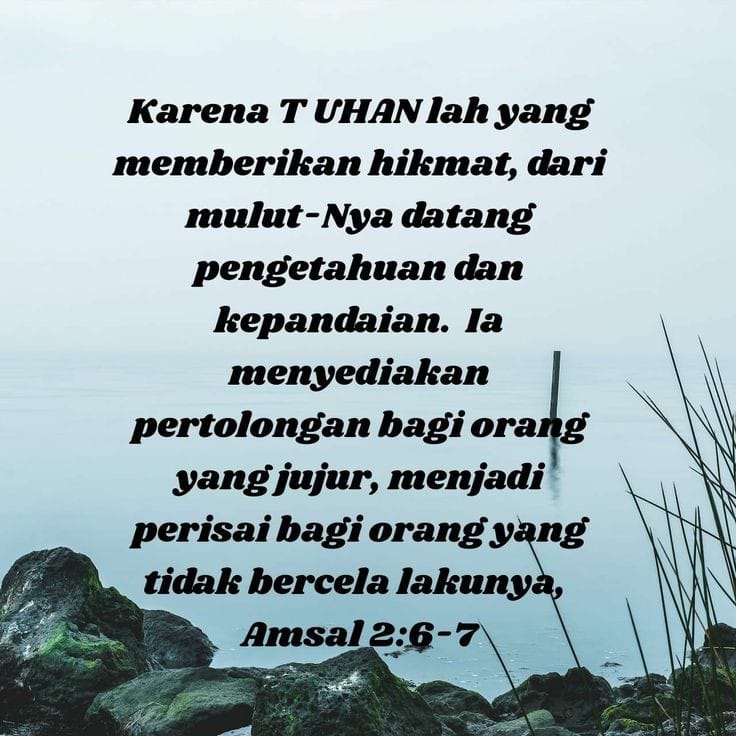 Karena T UHAN lah yang
memberikan hikmat, dari
mulut-Nya datang
pengetahuan dan
kepandaian.  Ia
menyediakan
pertolongan bagi orang
yang jujur, menjadi
perisai bagi orang yang
tidak bercela lakunya,
Amsal 2:6-7